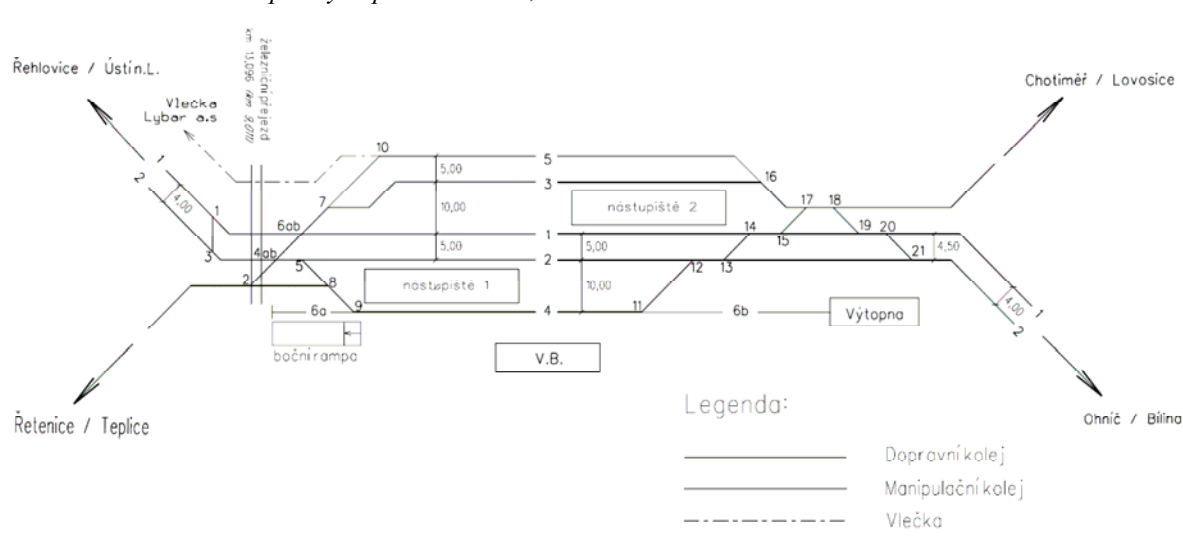 Řehlovice / Ústín.L.
Vlečka
Lybar a.s
železniční přejezd
km 13,096
Chotiměř / Lovosice
1
2
4,00
1
3
10
7
6ab
4ab
2
5
8
9
5,00
10,00
5,00
5
3
1
2
4
nástupiště 2
nástupiště 1
5,00
10,00
16
17
18
14
15
19
20
21
4,50
12
13
11
6a
6b
Výtopna
boční rampa
V.B.
4,00
1
2
Řetenice / Teplice
Ohníč / Bílina
Legenda:
Dopravní kolej
Manipulační kolej
Vlečka